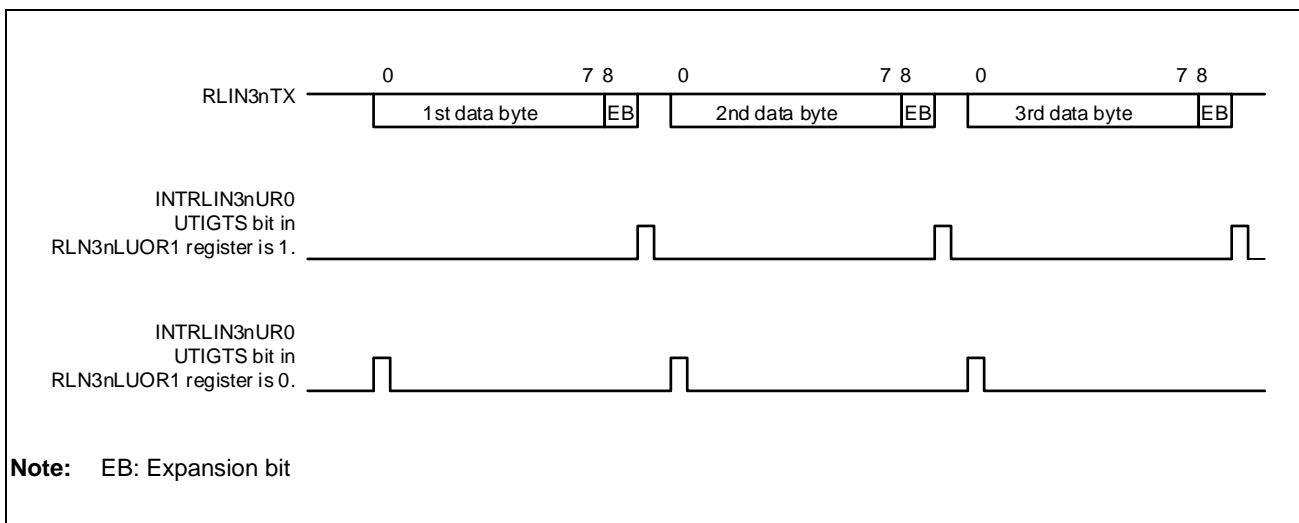 0 7 8 0 7 8 0 7 8
RLIN3nTX
1st data byte EB 2nd data byte EB 3rd data byte EB
INTRLIN3nUR0
UTIGTS bit in
RLN3nLUOR1 register is 1.
INTRLIN3nUR0
UTIGTS bit in
RLN3nLUOR1 register is 0.
Note: EB: Expansion bit